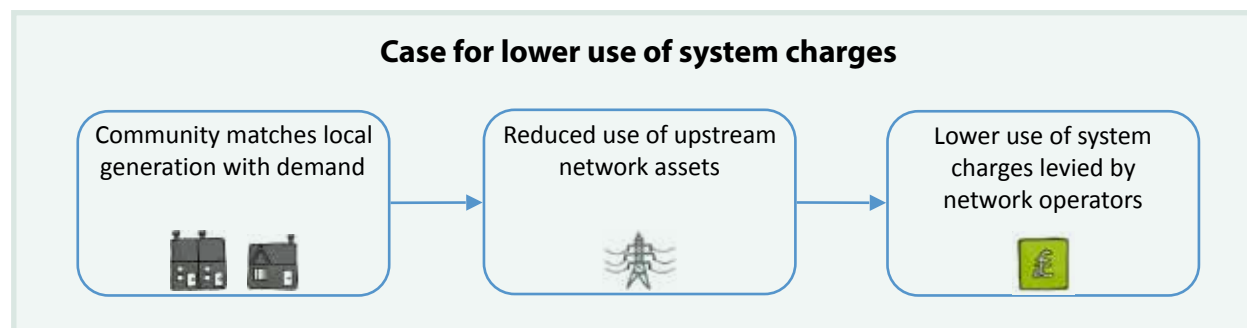 Case for lower use of system charges
Community matches local
generation with demand
Reduced use of upstream
network assets
Lower use of system
charges levied by
network operators
£